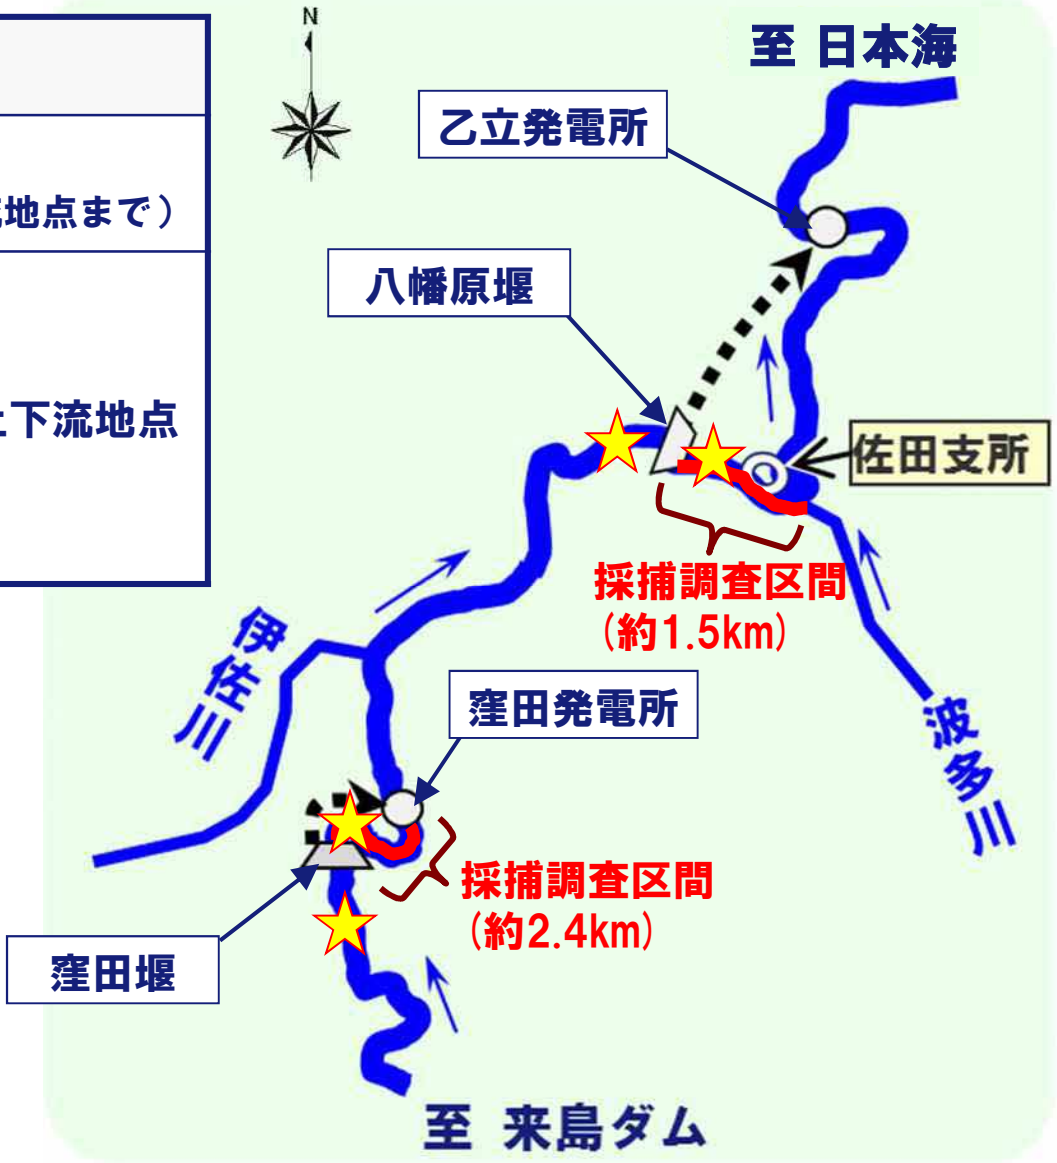 N
至 日本海
乙立発電所
地点まで）
八幡原堰
下流地点
佐田支所
採捕調査区間
(約1.5km)
伊佐川
窪田発電所
波多川
採捕調査区間
(約2.4km)
窪田堰
至 来島ダム